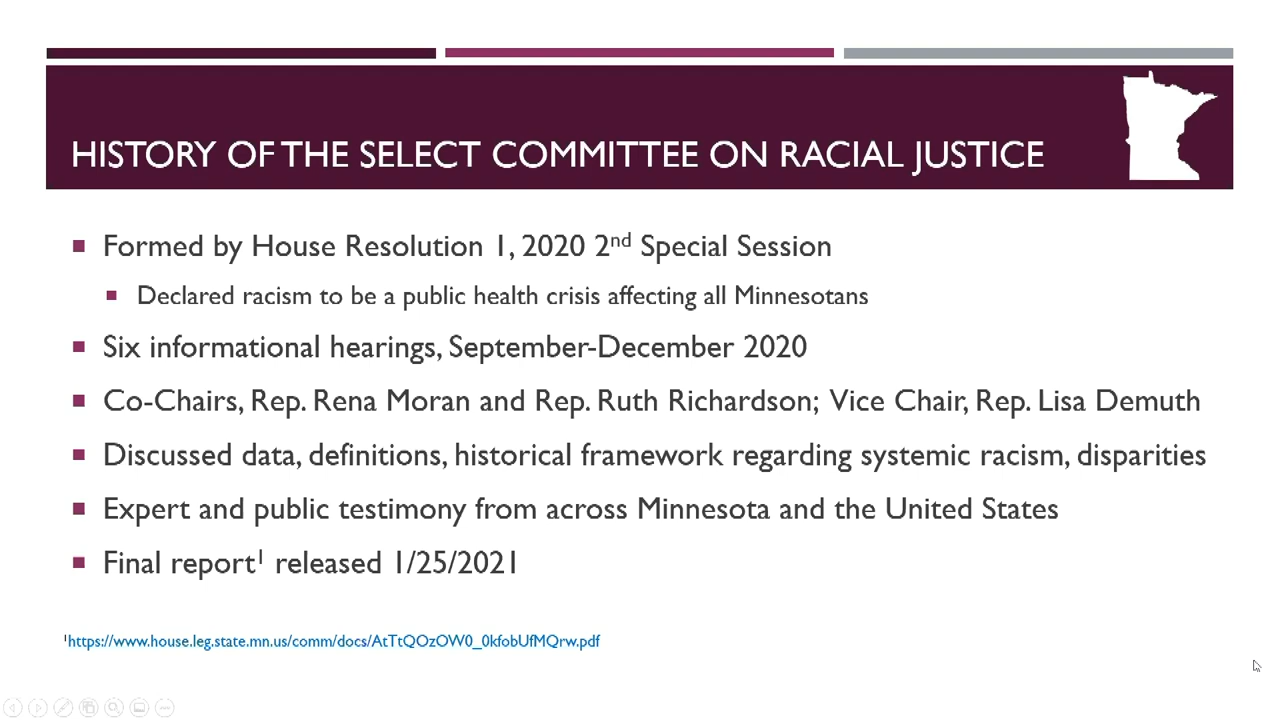 HISTORY OF THE SELECT COMMITTEE ON RACIAL JUSTICE
Formed by House Resolution 1, 2020 2nd Special Session
Declared racism to be a public health crisis affecting all Minnesotans
Six informational hearings, September-December 2020
Co-Chairs, Rep. Rena Moran and Rep. Ruth Richardson; Vice Chair, Rep. Lisa Demuth
Discussed data, definitions, historical framework regarding systemic racism, disparities
Expert and public testimony from across Minnesota and the United States
Final report1 released 1/25/2021
1https://www.house.leg.state.mn.us/comm/docs/AtTtQOzOW0_0kfobUfMQrw.pdf